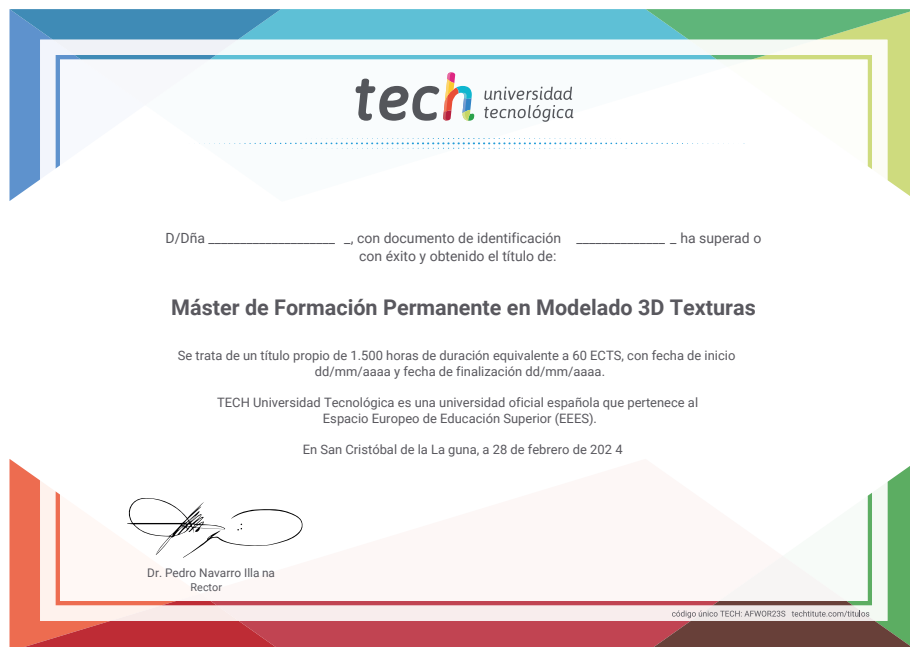 tech universidad
tecnológica
D/Dña ____________________ _, con documento de identificación ______________ _ ha superad o
con éxito y obtenido el título de:
Máster de Formación Permanente en Modelado 3D Texturas
Se trata de un título propio de 1.500 horas de duración equivalente a 60 ECTS, con fecha de inicio
dd/mm/aaaa y fecha de finalización dd/mm/aaaa.
TECH Universidad Tecnológica es una universidad oficial española que pertenece al
Espacio Europeo de Educación Superior (EEES).
En San Cristóbal de la La guna, a 28 de febrero de 202 4
Dr. Pedro Navarro Illa na
Rector
código único TECH: AFWOR23S techtitute.com/titulos